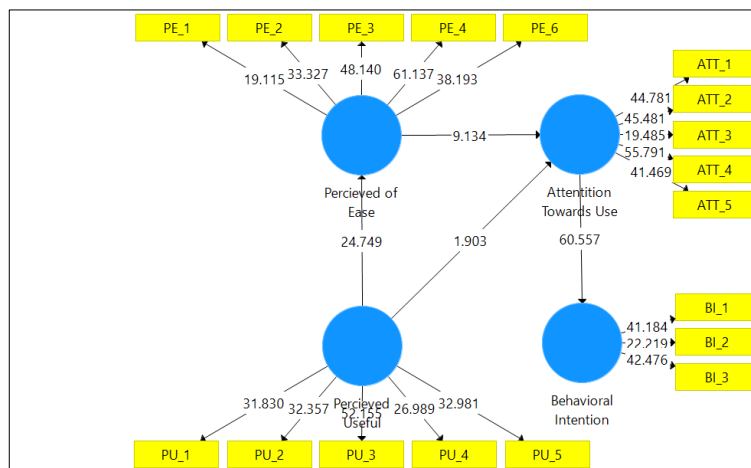 PE_1
PE_2
PE_3
PE_4
PE_6
19.115
33.327
48.140
61.137
38.193
ATT_1
ATT_2
ATT_3
ATT_4
ATT_5
44.781
45.481
19.485
55.791
41.469
9.134
Percieved of
Ease
Attentition
Towards Use
24.749
1.903
60.557
BI_1
BI_2
BI_3
41.184
22.219
42.476
Percieved
Useful
Behavioral
Intention
31.830
32.357
52.155
26.989
32.981
PU_1
PU_2
PU_3
PU_4
PU_5